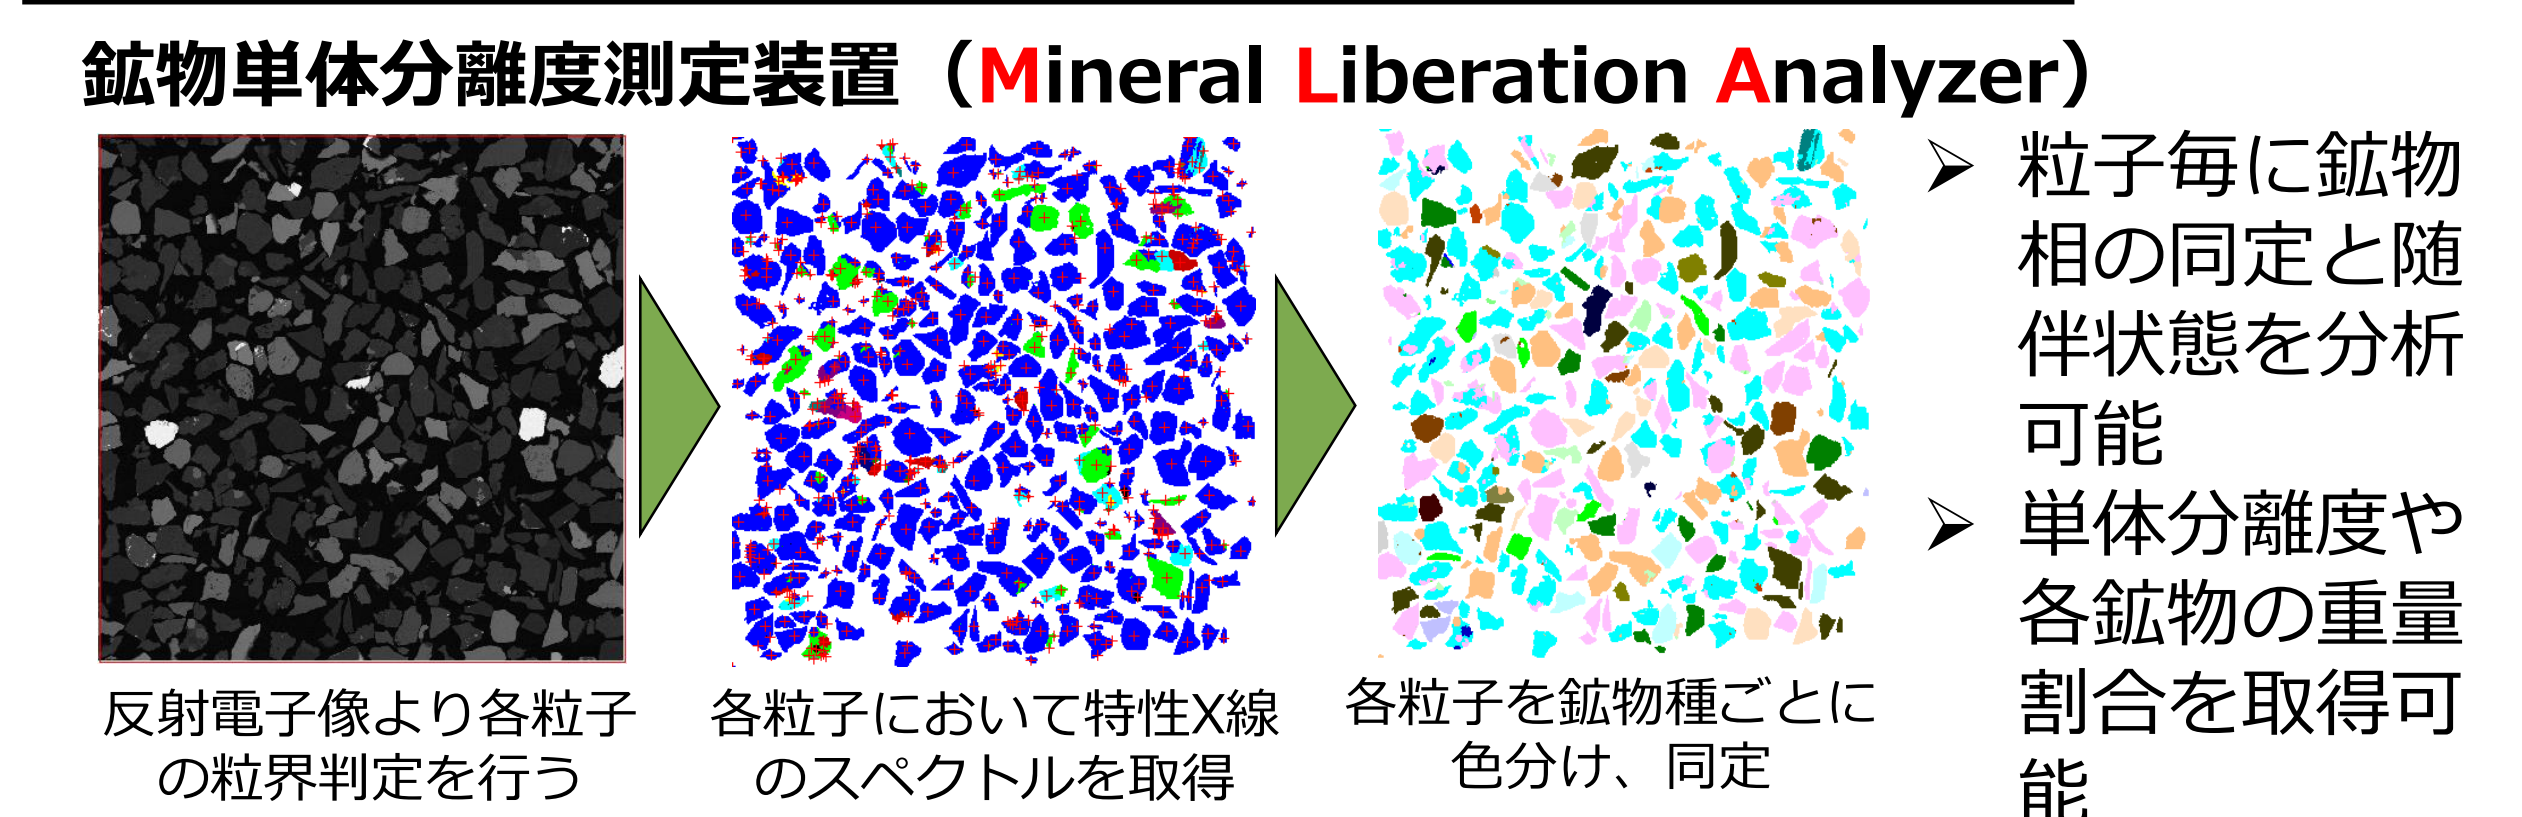 鉱物単体分離度測定装置（Mineral Liberation Analyzer）
反射電子像より各粒子
の粒界判定を行う
各粒子において特性X線
のスペクトルを取得
各粒子を鉱物種ごとに
色分け、同定
➢ 粒子毎に鉱物
相の同定と随
伴状態を分析
可能
➢ 単体分離度や
各鉱物の重量
割合を取得可
能